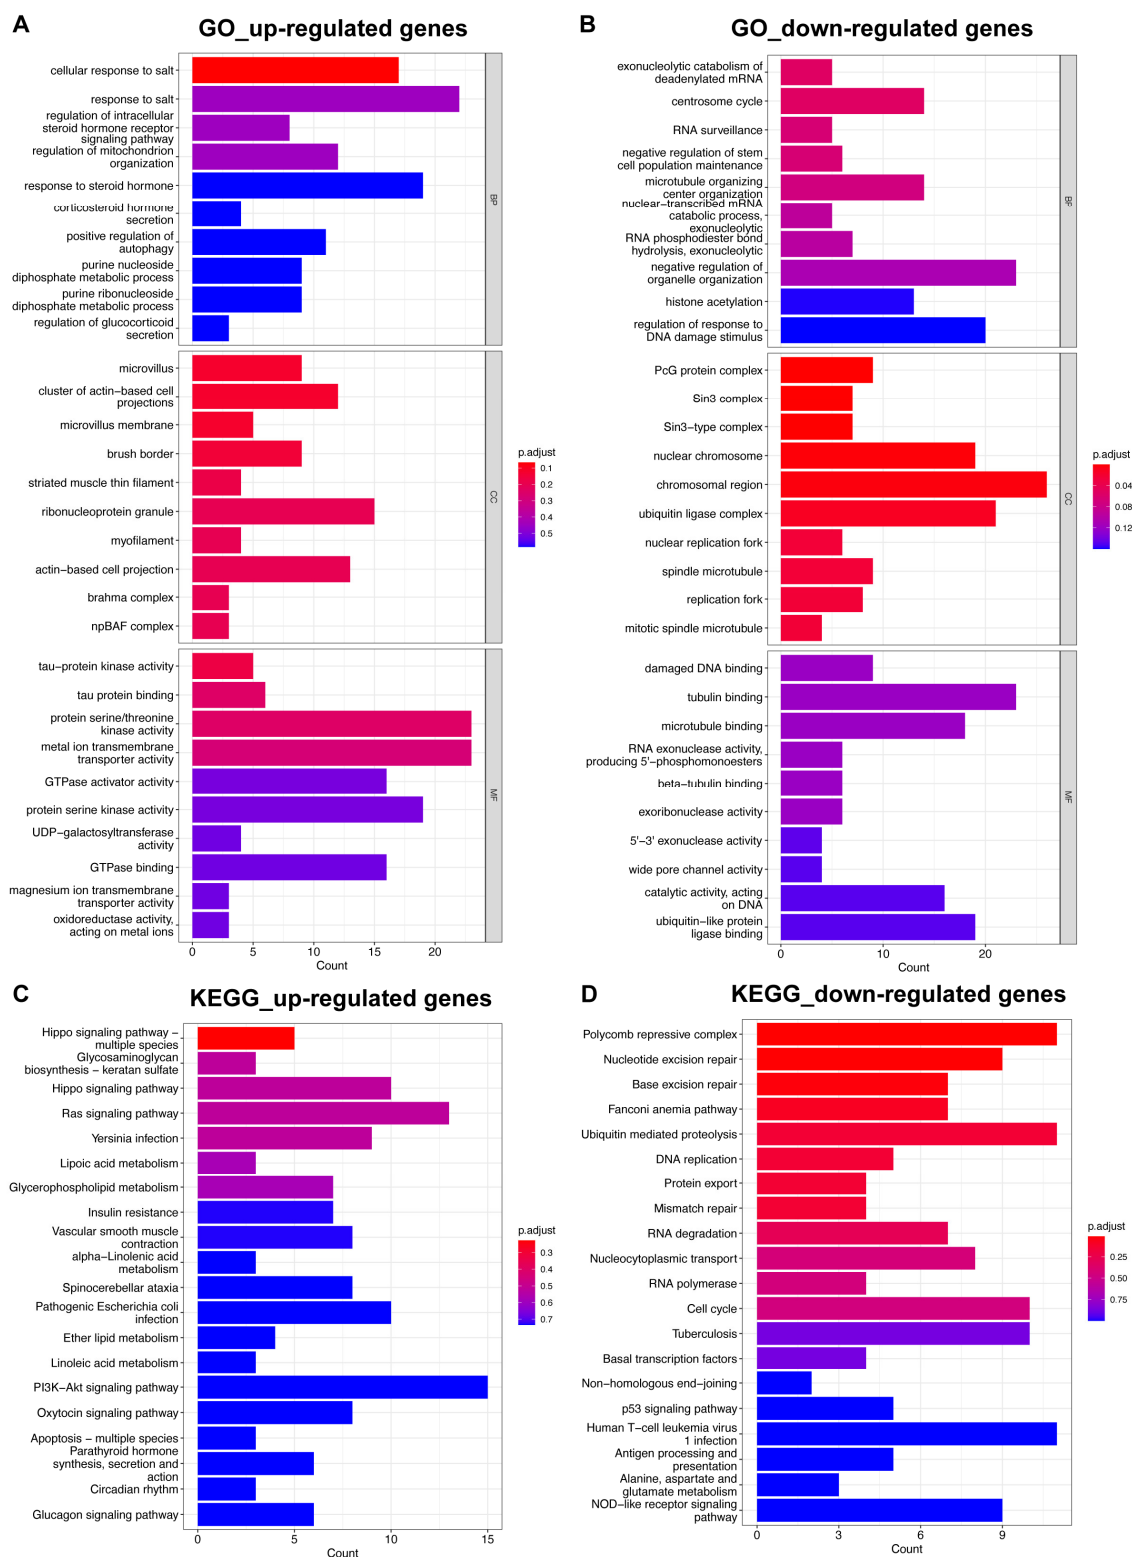 A
GO_up-regulated genes
cellular response to salt
response to salt
regulation of intracellular
steroid hormone receptor
signaling pathway
regulation of mitochondrion
organization
response to steroid hormone
corticosteroid hormone
secretion
positive regulation of
autophagy
purine nucleoside
diphosphate metabolic process
purine ribonucleoside
diphosphate metabolic process
regulation of glucocorticoid
secretion
BP
microvillus
cluster of actin−based cell
projections
microvillus membrane
brush border
striated muscle thin filament
ribonucleoprotein granule
myofilament
actin−based cell projection
brahma complex
npBAF complex
CC
tau−protein kinase activity
tau protein binding
protein serine/threonine
kinase activity
metal ion transmembrane
transporter activity
GTPase activator activity
protein serine kinase activity
UDP−galactosyltransferase
activity
GTPase binding
magnesium ion transmembrane
transporter activity
oxidoreductase activity,
acting on metal ions
MF
0 5 10 15 20
Count
p.adjust
0.1
0.2
0.3
0.4
0.5
B
GO_down-regulated genes
exonucleolytic catabolism of
deadenylated mRNA
centrosome cycle
RNA surveillance
negative regulation of stem
cell population maintenance
microtubule organizing
center organization
nuclear−transcribed mRNA
catabolic process,
exonucleolytic
RNA phosphodiester bond
hydrolysis, exonucleolytic
negative regulation of
organelle organization
histone acetylation
regulation of response to
DNA damage stimulus
BP
PcG protein complex
Sin3 complex
Sin3−type complex
nuclear chromosome
chromosomal region
ubiquitin ligase complex
nuclear replication fork
spindle microtubule
replication fork
mitotic spindle microtubule
CC
damaged DNA binding
tubulin binding
microtubule binding
RNA exonuclease activity,
producing 5'−phosphomonoesters
beta−tubulin binding
exoribonuclease activity
5'−3' exonuclease activity
wide pore channel activity
catalytic activity, acting
on DNA
ubiquitin−like protein
ligase binding
MF
0 10 20
Count
p.adjust
0.04
0.08
0.12
C
KEGG_up-regulated genes
Hippo signaling pathway −
multiple species
Glycosaminoglycan
biosynthesis − keratan sulfate
Hippo signaling pathway
Ras signaling pathway
Yersinia infection
Lipoic acid metabolism
Glycerophospholipid metabolism
Insulin resistance
Vascular smooth muscle
contraction
alpha−Linolenic acid
metabolism
Spinocerebellar ataxia
Pathogenic Escherichia coli
infection
Ether lipid metabolism
Linoleic acid metabolism
PI3K−Akt signaling pathway
Oxytocin signaling pathway
Apoptosis − multiple species
Parathyroid hormone
synthesis, secretion and
action
Circadian rhythm
Glucagon signaling pathway
0 5 10 15
Count
p.adjust
0.3
0.4
0.5
0.6
0.7
D
KEGG_down-regulated genes
Polycomb repressive complex
Nucleotide excision repair
Base excision repair
Fanconi anemia pathway
Ubiquitin mediated proteolysis
DNA replication
Protein export
Mismatch repair
RNA degradation
Nucleocytoplasmic transport
RNA polymerase
Cell cycle
Tuberculosis
Basal transcription factors
Non−homologous end−joining
p53 signaling pathway
Human T−cell leukemia virus
1 infection
Antigen processing and
presentation
Alanine, aspartate and
glutamate metabolism
NOD−like receptor signaling
pathway
0 3 6 9
Count
p.adjust
0.25
0.50
0.75